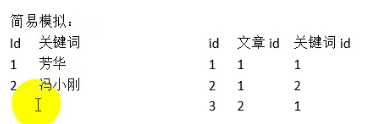 简易模拟：
Id 关键词 id 文章 id 关键词 id
1 芳华 1 1 1
2 冯小刚 2 1 2
3 2 1